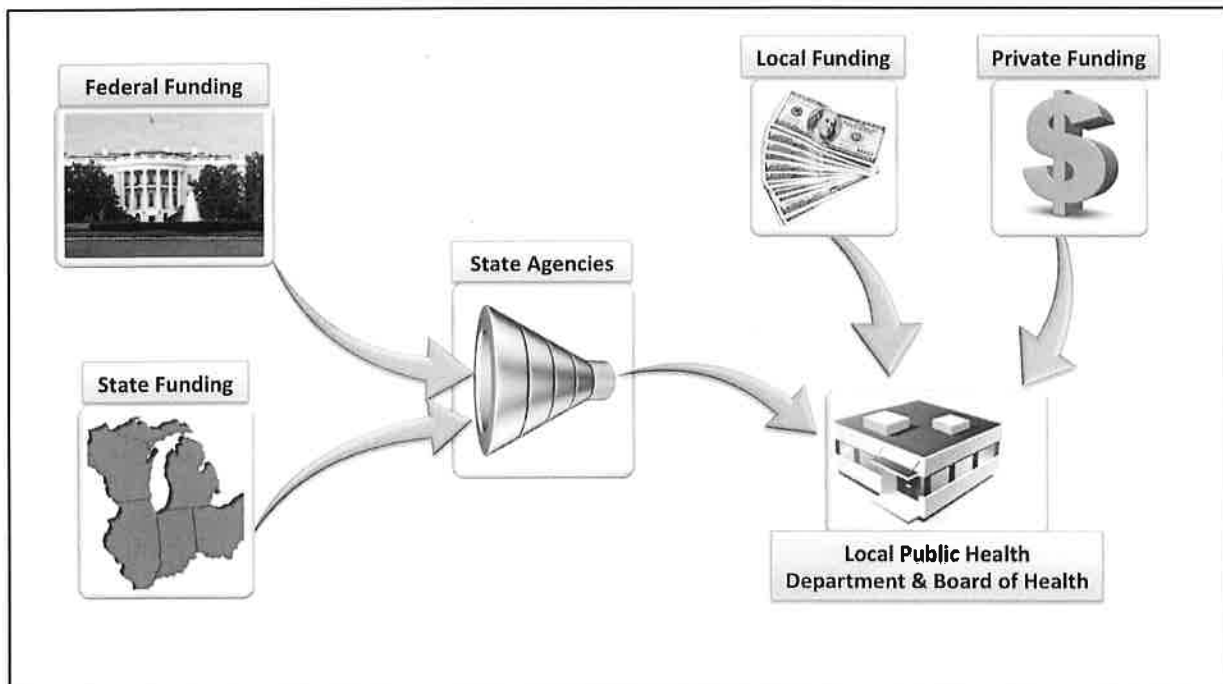 Federal Funding
Local Funding
Private Funding
State Agencies
State Funding
Local Public Health
Department & Board of Health